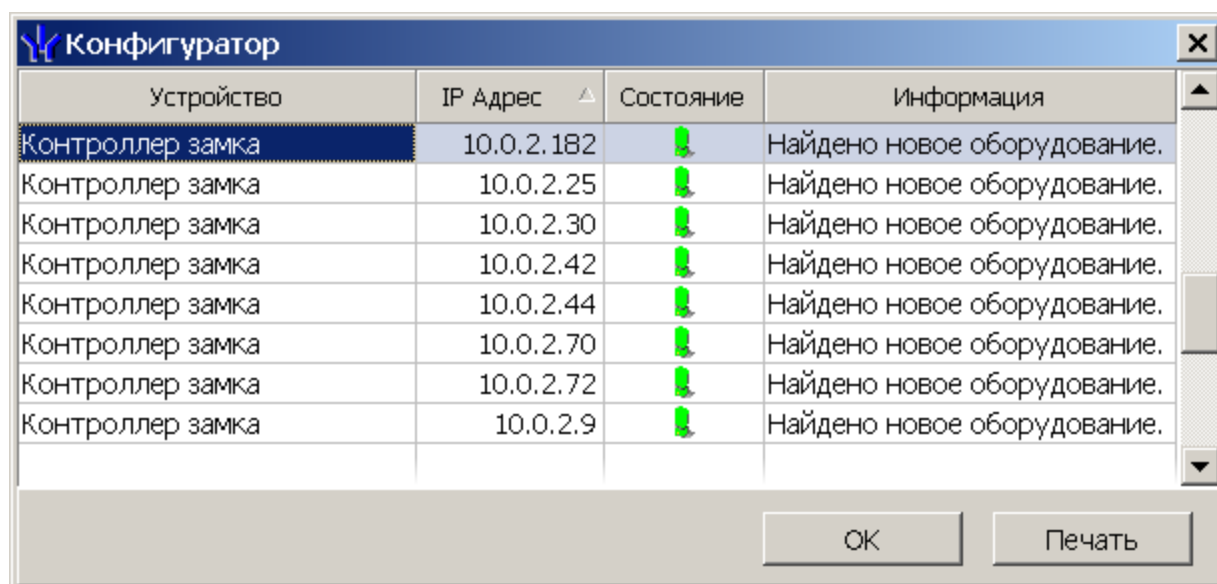 Конфигуратор
Устройство IP Адрес Состояние Информация
Контроллер замка 10.0.2.182 Найдено новое оборудование.
Контроллер замка 10.0.2.25 Найдено новое оборудование.
Контроллер замка 10.0.2.30 Найдено новое оборудование.
Контроллер замка 10.0.2.42 Найдено новое оборудование.
Контроллер замка 10.0.2.44 Найдено новое оборудование.
Контроллер замка 10.0.2.70 Найдено новое оборудование.
Контроллер замка 10.0.2.72 Найдено новое оборудование.
Контроллер замка 10.0.2.9 Найдено новое оборудование.
ОК Печать